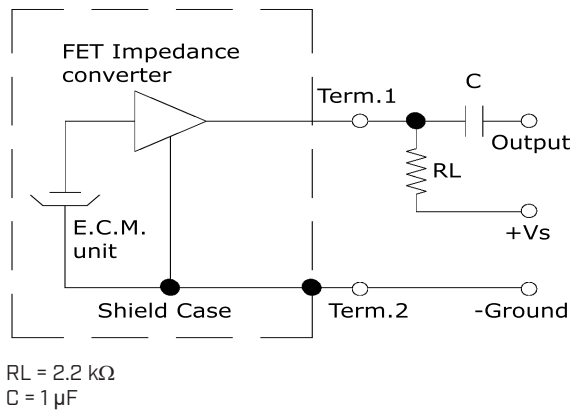 FET Impedance
converter
Term.1
C
Output
RL
+Vs
E.C.M.
unit
Shield Case
Term.2
-Ground
RL = 2.2 kΩ
C = 1 µF